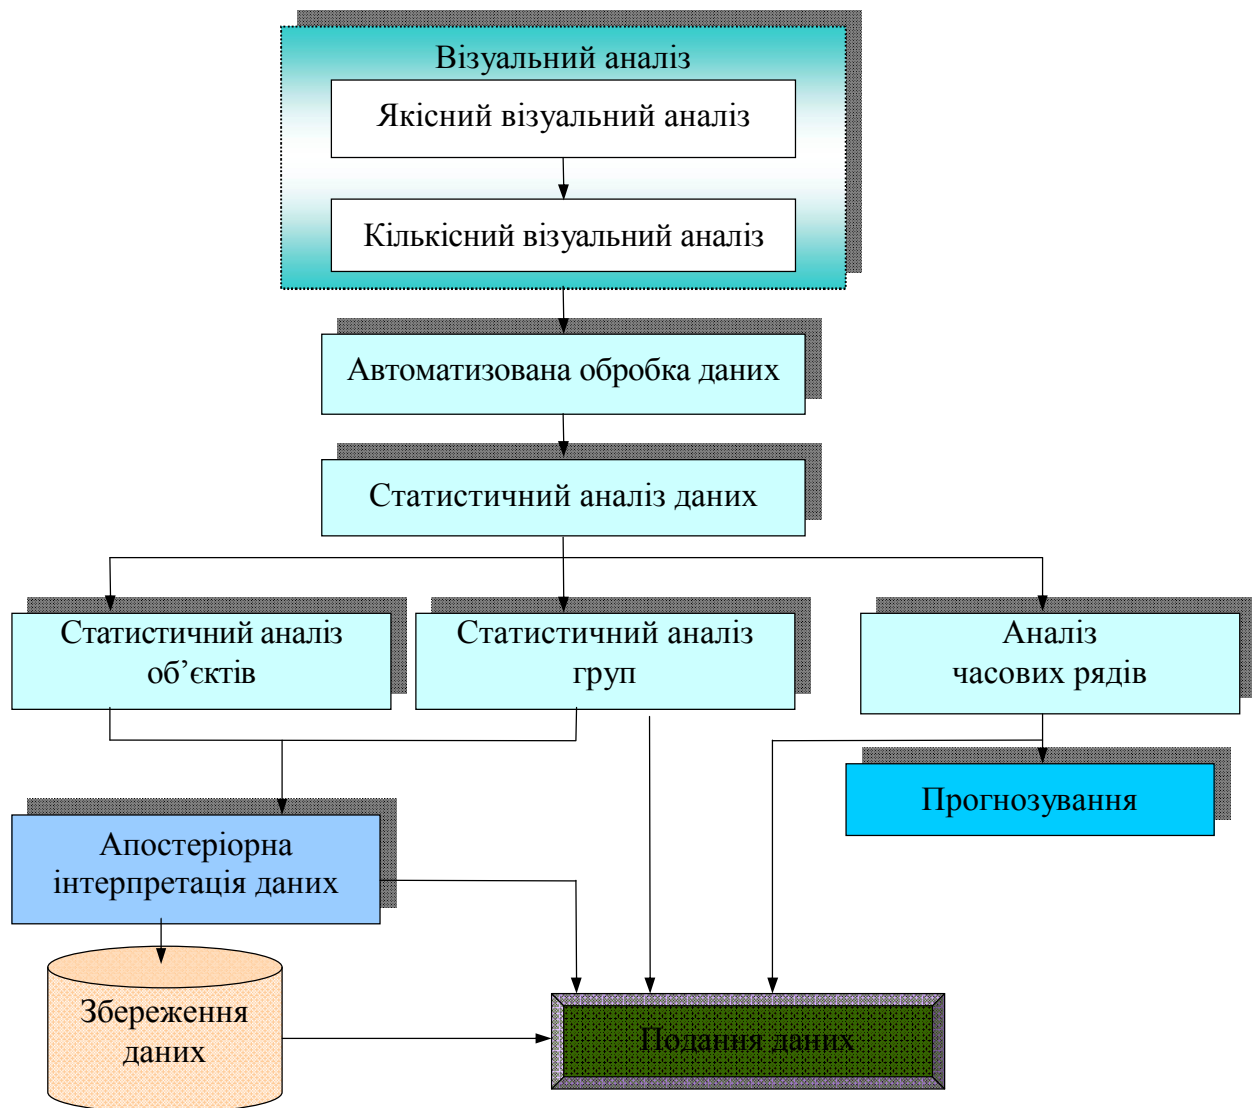 Візуальний аналіз
Якісний візуальний аналіз
Кількісний візуальний аналіз
Автоматизована обробка даних
Статистичний аналіз даних
Статистичний аналіз
об’єктів
Статистичний аналіз
груп
Аналіз
часових рядів
Прогнозування
Апостеріорна
інтерпретація даних
Збереження
даних
Подання даних